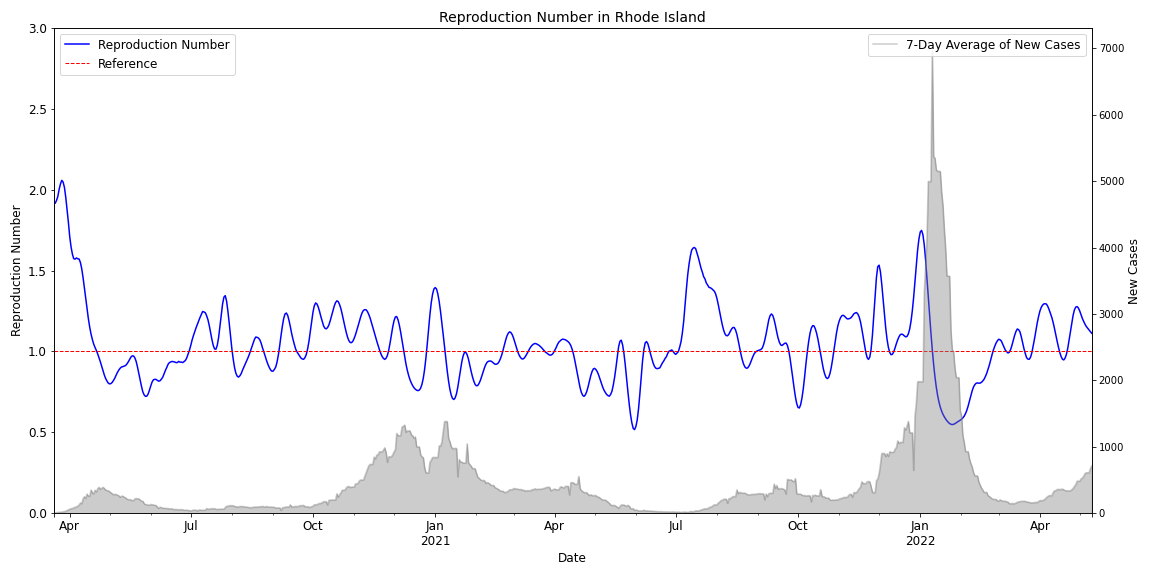 Reproduction Number in Rhode Island
Reproduction Number
Reference
7-Day Average of New Cases
3.0
2.5
2.0
1.5
1.0
0.5
0.0
Reproduction Number
7000
6000
5000
4000
3000
2000
1000
0
New Cases
Apr Jul Oct Jan Apr Jul Oct Jan Apr
2021 2022
Date